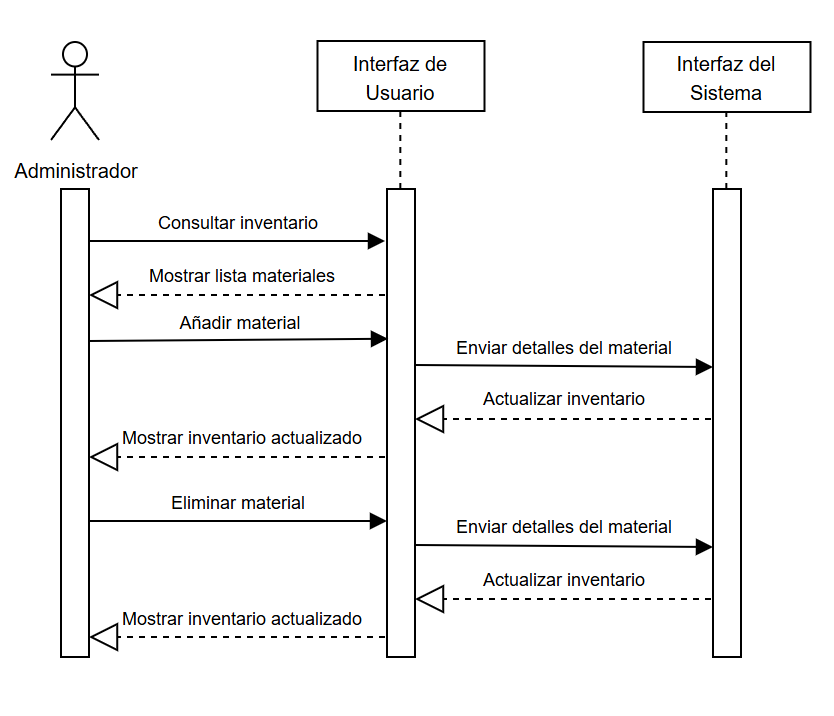 Interfaz de
Usuario
Interfaz del
Sistema
Administrador
Consultar inventario
Mostrar lista materiales
Añadir material
Enviar detalles del material
Actualizar inventario
Mostrar inventario actualizado
Eliminar material
Enviar detalles del material
Actualizar inventario
Mostrar inventario actualizado